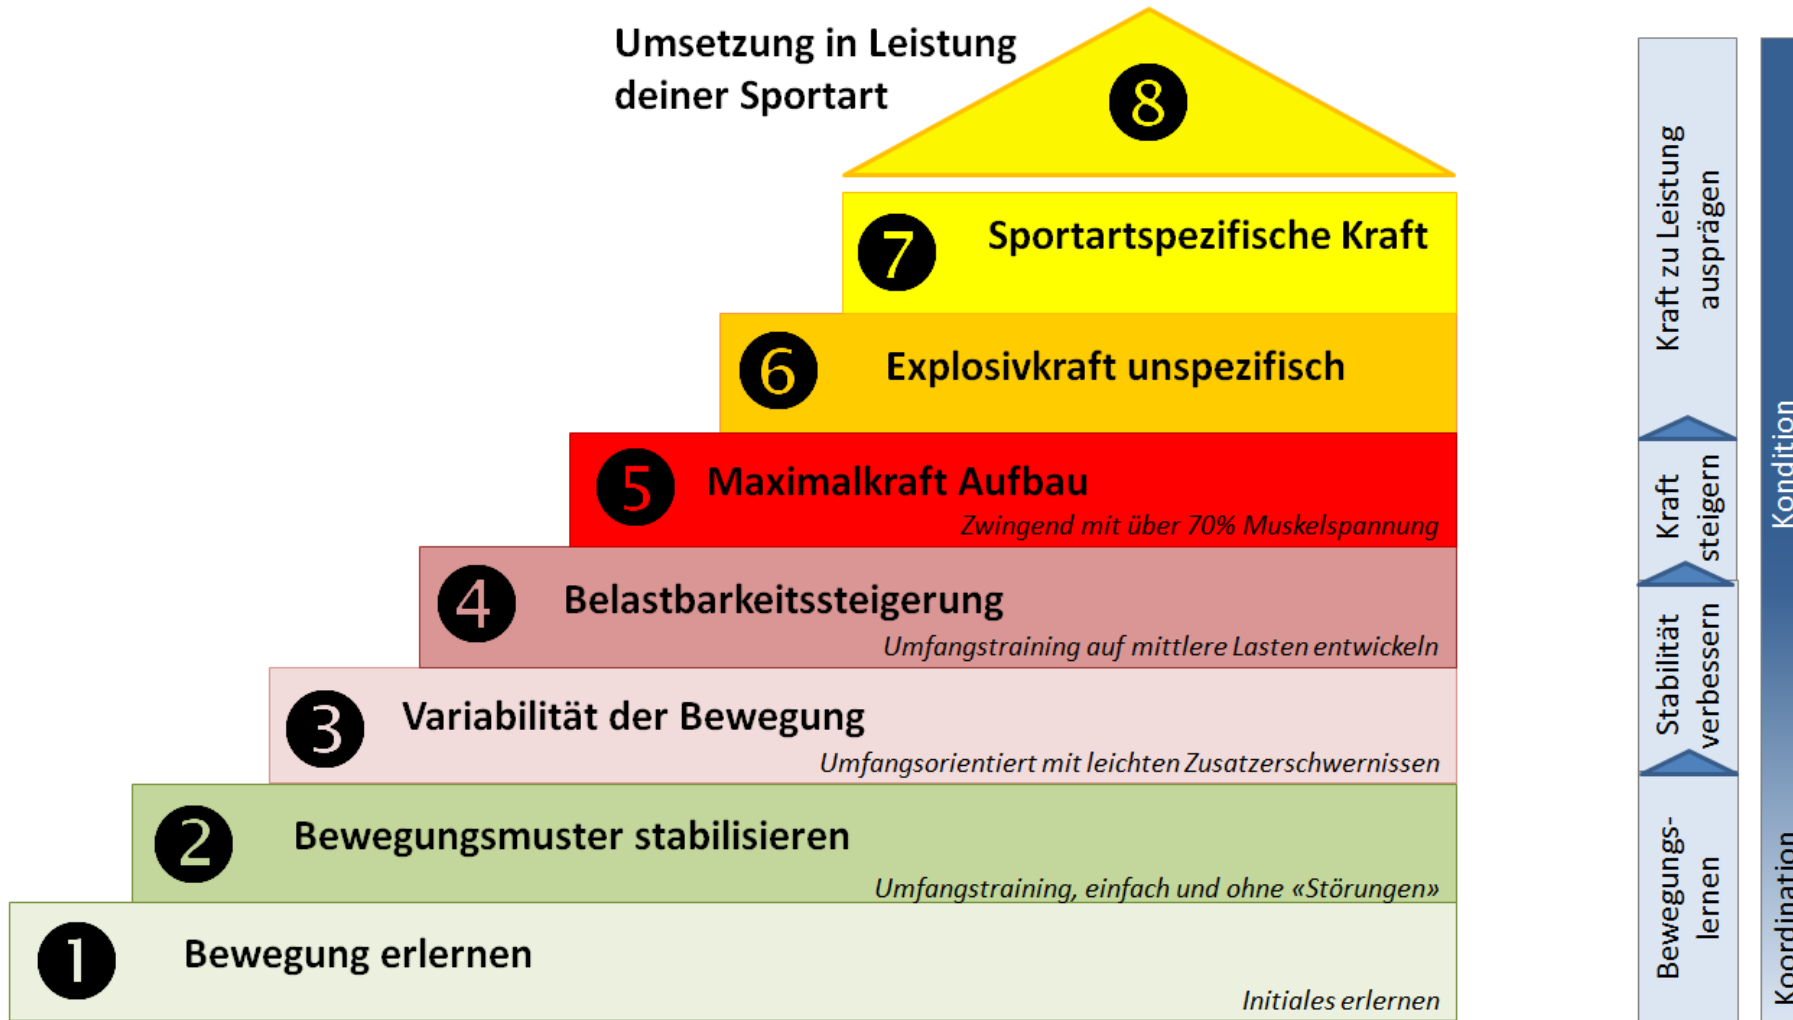 Umsetzung in Leistung
deiner Sportart
8
7
Sportartspezifische Kraft
6
Explosivkraft unspezifisch
5
Maximalkraft Aufbau
Zwingend mit über 70% Muskelspannung
4
Belastbarkeitssteigerung
Umfangstraining auf mittlere Lasten entwickeln
3
Variabilität der Bewegung
Umfangsorientiert mit leichten Zusatzerschwernissen
2
Bewegungsmuster stabilisieren
Umfangstraining, einfach und ohne «Störungen»
1
Bewegung erlernen
Initiales erlernen
Kraft zu Leistung
ausprägen
Kraft
steigern
Stabilität
verbessern
Bewegungs-
lernen
Kondition
Koordination